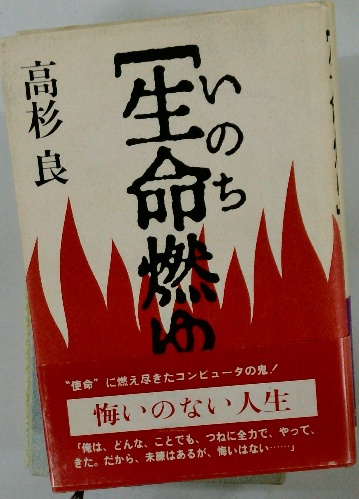 高杉良
[生命燃ゆ
いのち
“使命”に燃え尽きたコンピュータの鬼!
悔いのない人生
「俺は、どんな、ことでも、つねに全力で、やって、
きた。だから、未練はあるが、悔いはない……」